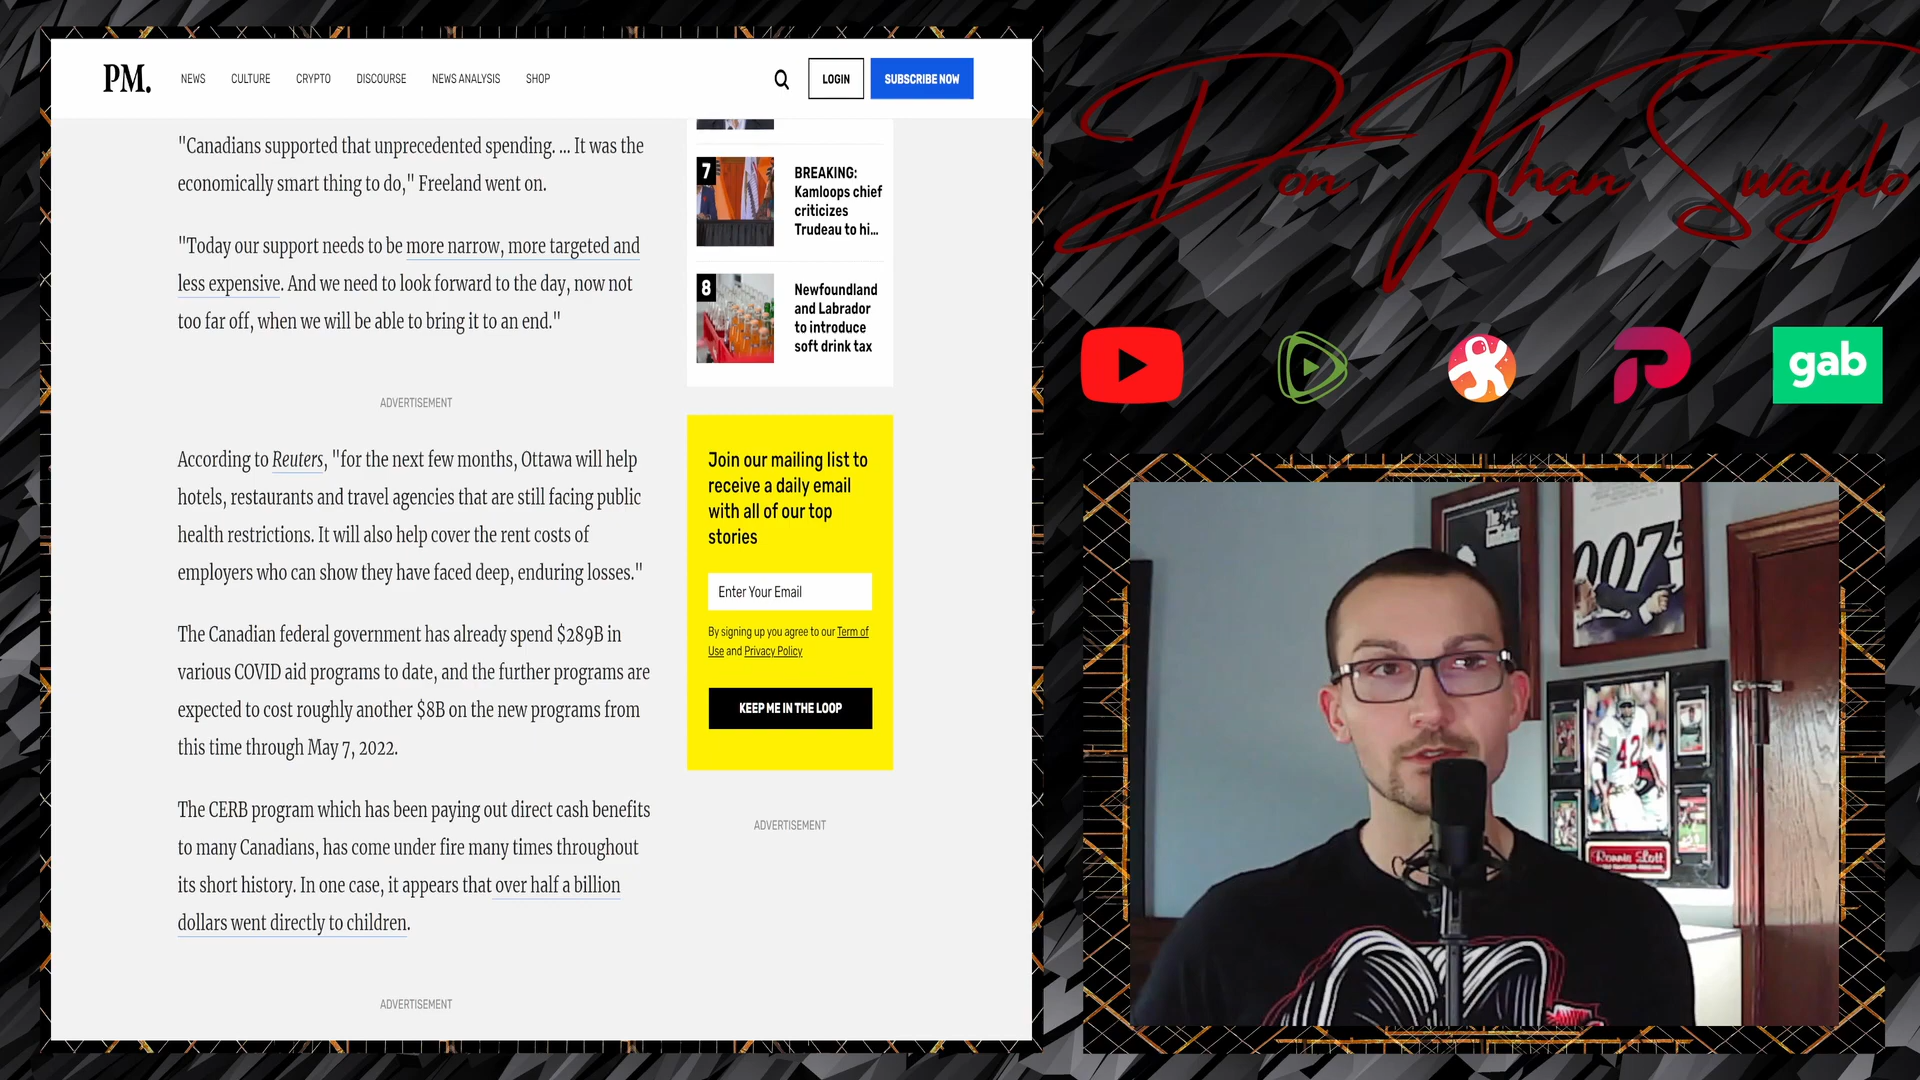 PM.
NEWS CULTURE CRYPTO DISCOURSE NEWS ANALYSIS SHOP
LOGIN
SUBSCRIBE NOW
"Canadians supported that unprecedented spending. ... It was the
economically smart thing to do," Freeland went on.
"Today our support needs to be more narrow, more targeted and
less expensive. And we need to look forward to the day, now not
too far off, when we will be able to bring it to an end."
ADVERTISEMENT
According to Reuters, "for the next few months, Ottawa will help
hotels, restaurants and travel agencies that are still facing public
health restrictions. It will also help cover the rent costs of
employers who can show they have faced deep, enduring losses."
The Canadian federal government has already spend $289B in
various COVID aid programs to date, and the further programs are
expected to cost roughly another $8B on the new programs from
this time through May 7, 2022.
The CERB program which has been paying out direct cash benefits
to many Canadians, has come under fire many times throughout
its short history. In one case, it appears that over half a billion
dollars went directly to children.
ADVERTISEMENT
7
BREAKING:
Kamloops chief
criticizes
Trudeau to hi...
8
Newfoundland
and Labrador
to introduce
soft drink tax
Join our mailing list to
receive a daily email
with all of our top
stories
Enter Your Email
By signing up you agree to our Term of
Use and Privacy Policy
KEEP ME IN THE LOOP
ADVERTISEMENT
Don Khan Swaylo
gab
007
42
Ronnie Lott